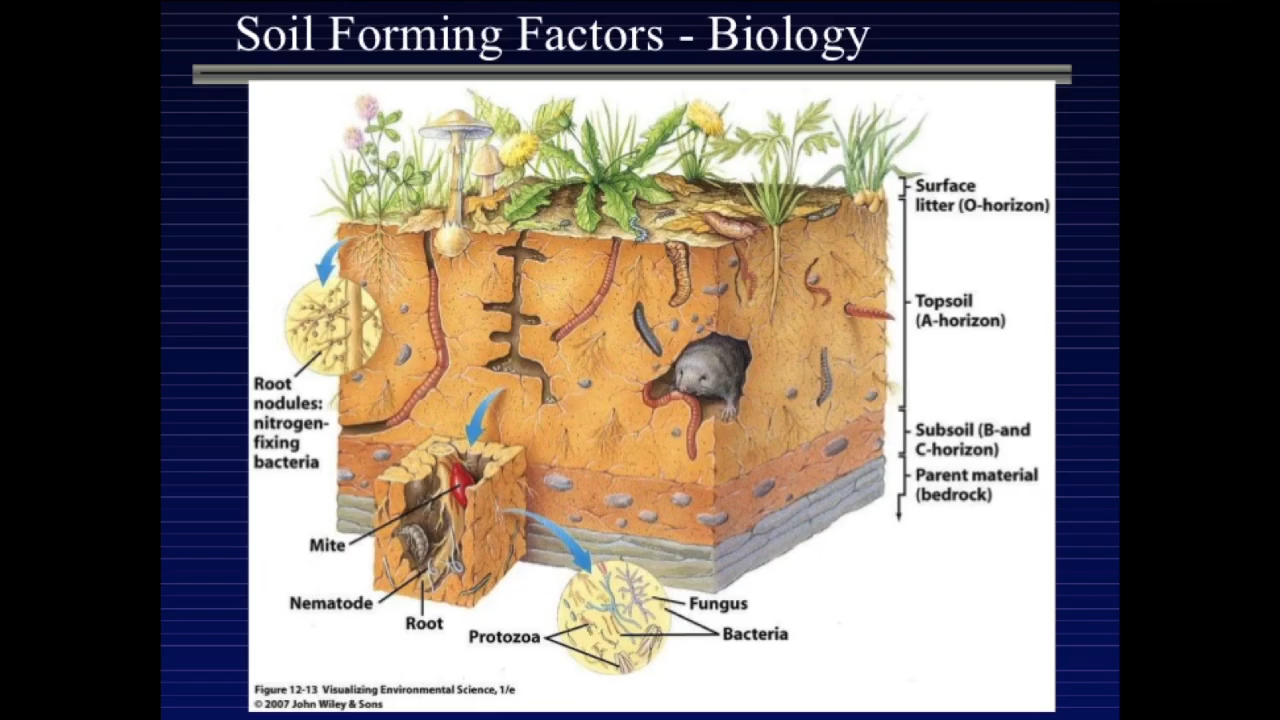 Soil Forming Factors - Biology
Surface
litter (O-horizon)
Topsoil
(A-horizon)
Root
nodules:
nitrogen-
fixing
bacteria
Subsoil (B-and
C-horizon)
Parent material
(bedrock)
Mite
Nematode
Root
Protozoa
Fungus
Bacteria
Figure 12-13 Visualizing Environmental Science, 1/e
© 2007 John Wiley & Sons